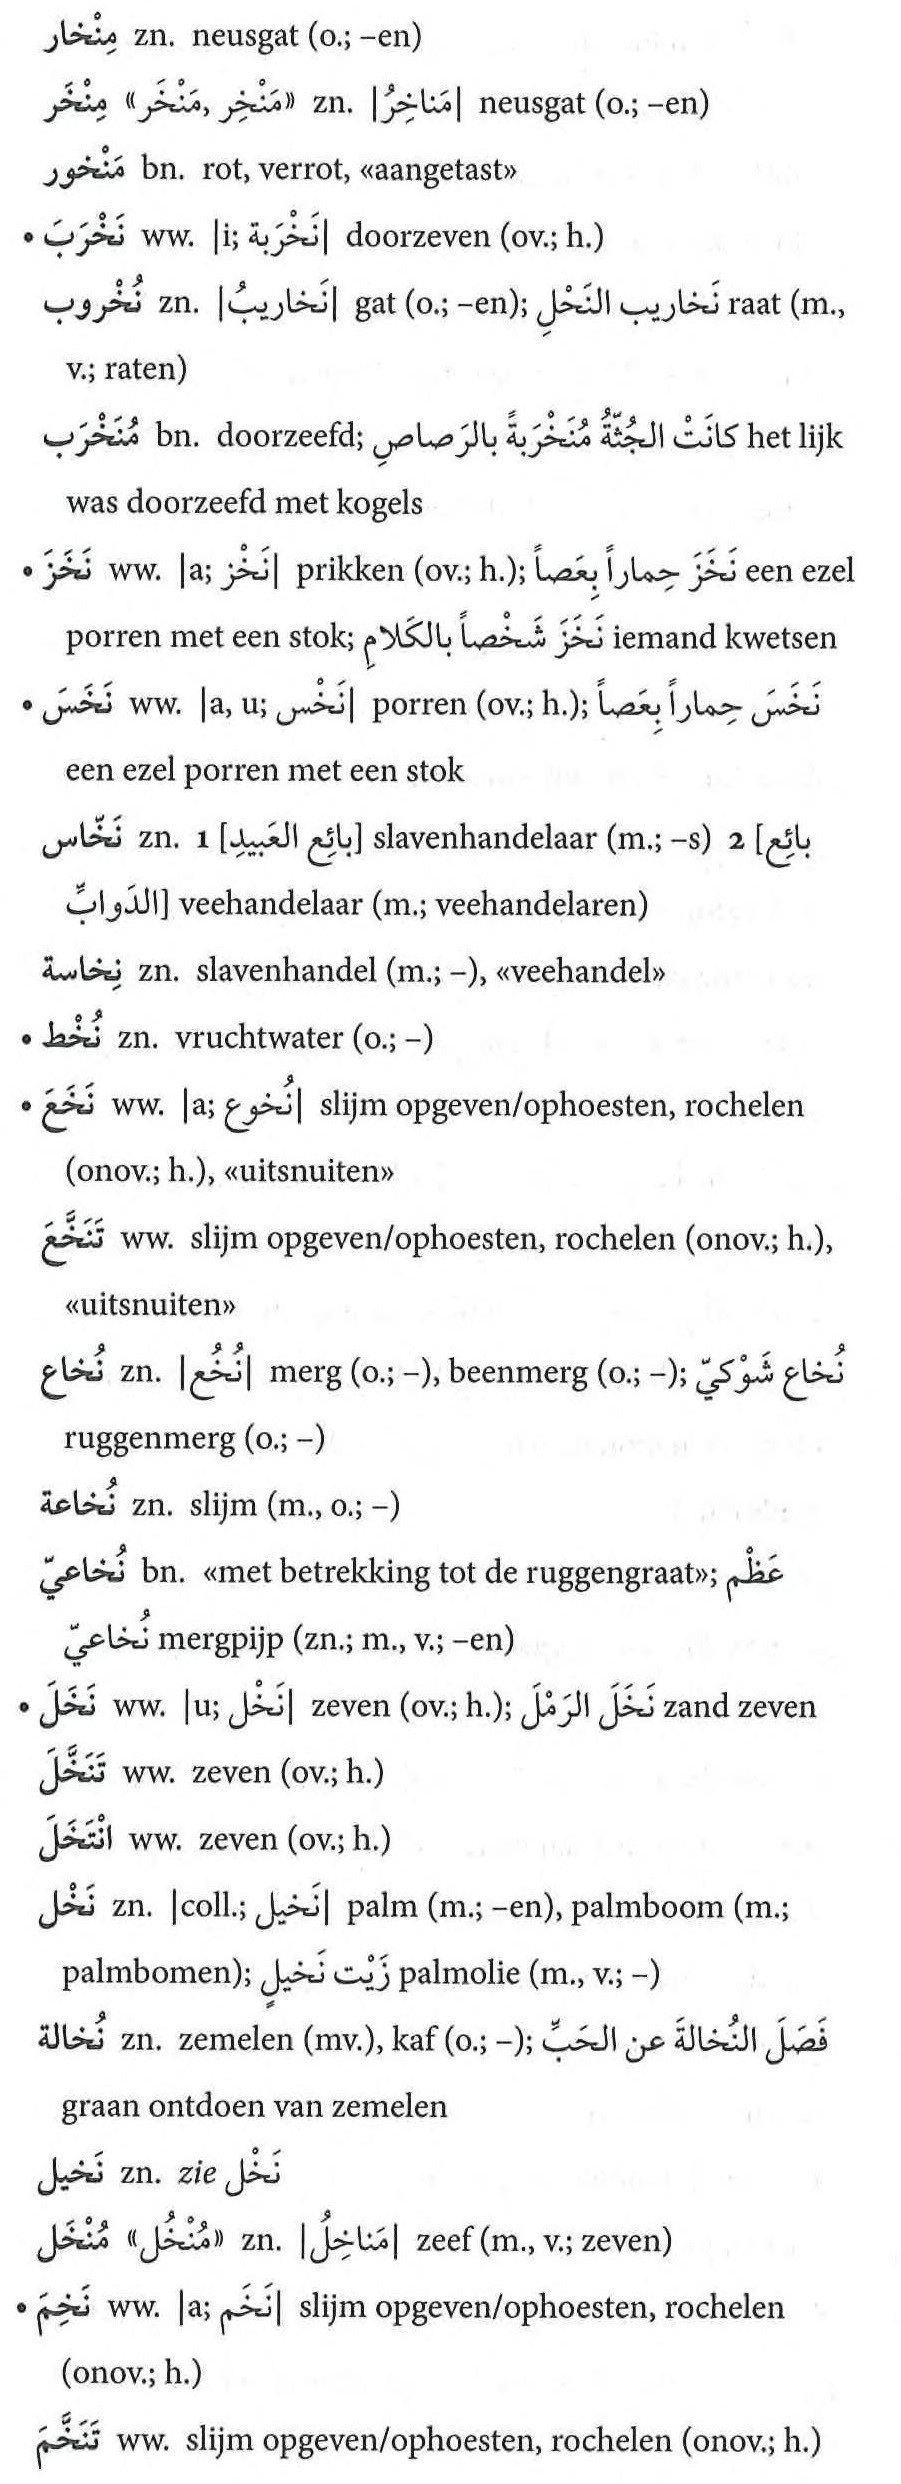 مِنْخار zn. neusgat (o.; –en)
مِنْخَر «مَنْخِر, مَنْخَر» zn. |مَناخِرُ| neusgat (o.; –en)
مَنْخور bn. rot, verrot, «aangetast»
• نَخْرَبَ ww. |i; نَخْرَبة| doorzeven (ov.; h.)
نُخْروب zn. |نَخاريبُ| gat (o.; –en); نَخاريب النَحْلِ raat (m.,
v.; raten)
مُنَخْرَب bn. doorzeefd; كانَتْ الجُثّةُ مُنَخْرَبةً بالرَصاصِ het lijk
was doorzeefd met kogels
• نَخَزَ ww. |a; نَخْز| prikken (ov.; h.); نَخَزَ حِماراً بِعَصاً een ezel
porren met een stok; نَخَزَ شَخْصاً بالكَلامِ iemand kwetsen
• نَخَسَ ww. |a, u; نَخْس| porren (ov.; h.); نَخَسَ حِماراً بِعَصاً
een ezel porren met een stok
نَخّاس zn. 1 [بائِع العَبيدِ] slavenhandelaar (m.; –s) 2 [بائِع
الدَوابِّ] veehandelaar (m.; veehandelaren)
نِخاسة zn. slavenhandel (m.; –), «veehandel»
• نُخْط zn. vruchtwater (o.; –)
• نَخَعَ ww. |a; نُخوع| slijm opgeven/ophoesten, rochelen
(onov.; h.), «uitsnuiten»
تَنَخَّعَ ww. slijm opgeven/ophoesten, rochelen (onov.; h.),
«uitsnuiten»
نُخاع zn. |نُخُع| merg (o.; –), beenmerg (o.; –); نُخاع شَوْكيّ
ruggenmerg (o.; –)
نُخاعة zn. slijm (m., o.; –)
نُخاعيّ bn. «met betrekking tot de ruggengraat»; عَظْم
نُخاعيّ mergpijp (zn.; m., v.; –en)
• نَخَلَ ww. |u; نَخْل| zeven (ov.; h.); نَخَلَ الرَمْلَ zand zeven
تَنَخَّلَ ww. zeven (ov.; h.)
انْتَخَلَ ww. zeven (ov.; h.)
نَخْل zn. |coll.; نَخيل| palm (m.; –en), palmboom (m.;
palmbomen); زَيْت نَخيلٍ palmolie (m., v.; –)
نُخالة zn. zemelen (mv.), kaf (o.; –); فَصَلَ النُخالةَ عن الحَبِّ
graan ontdoen van zemelen
نَخيل zn. zie نَخْل
مُنْخَل «مُنْخُل» zn. |مَناخِلُ| zeef (m., v.; zeven)
• نَخِمَ ww. |a; نَخَم| slijm opgeven/ophoesten, rochelen
(onov.; h.)
تَنَخَّمَ ww. slijm opgeven/ophoesten, rochelen (onov.; h.)